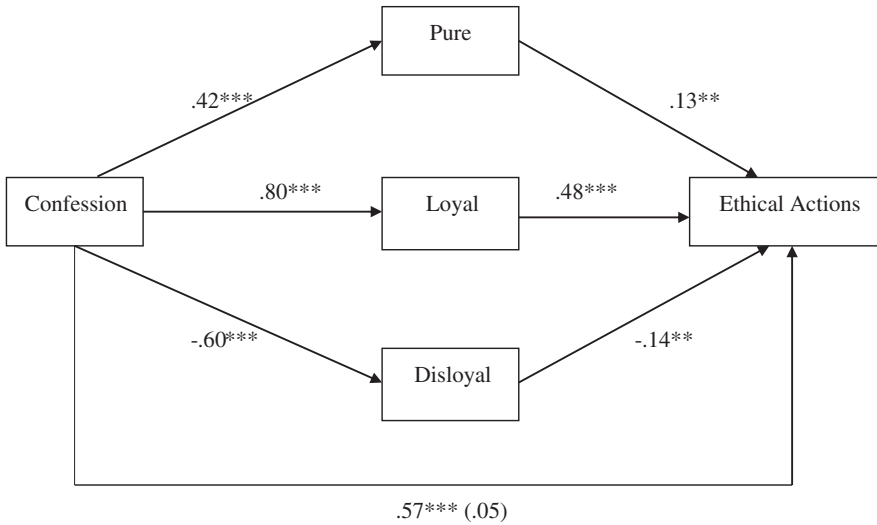 Pure
.42***
.13**
Confession
.80***
Loyal
.48***
Ethical Actions
-.60***
-.14**
Disloyal
.57*** (.05)